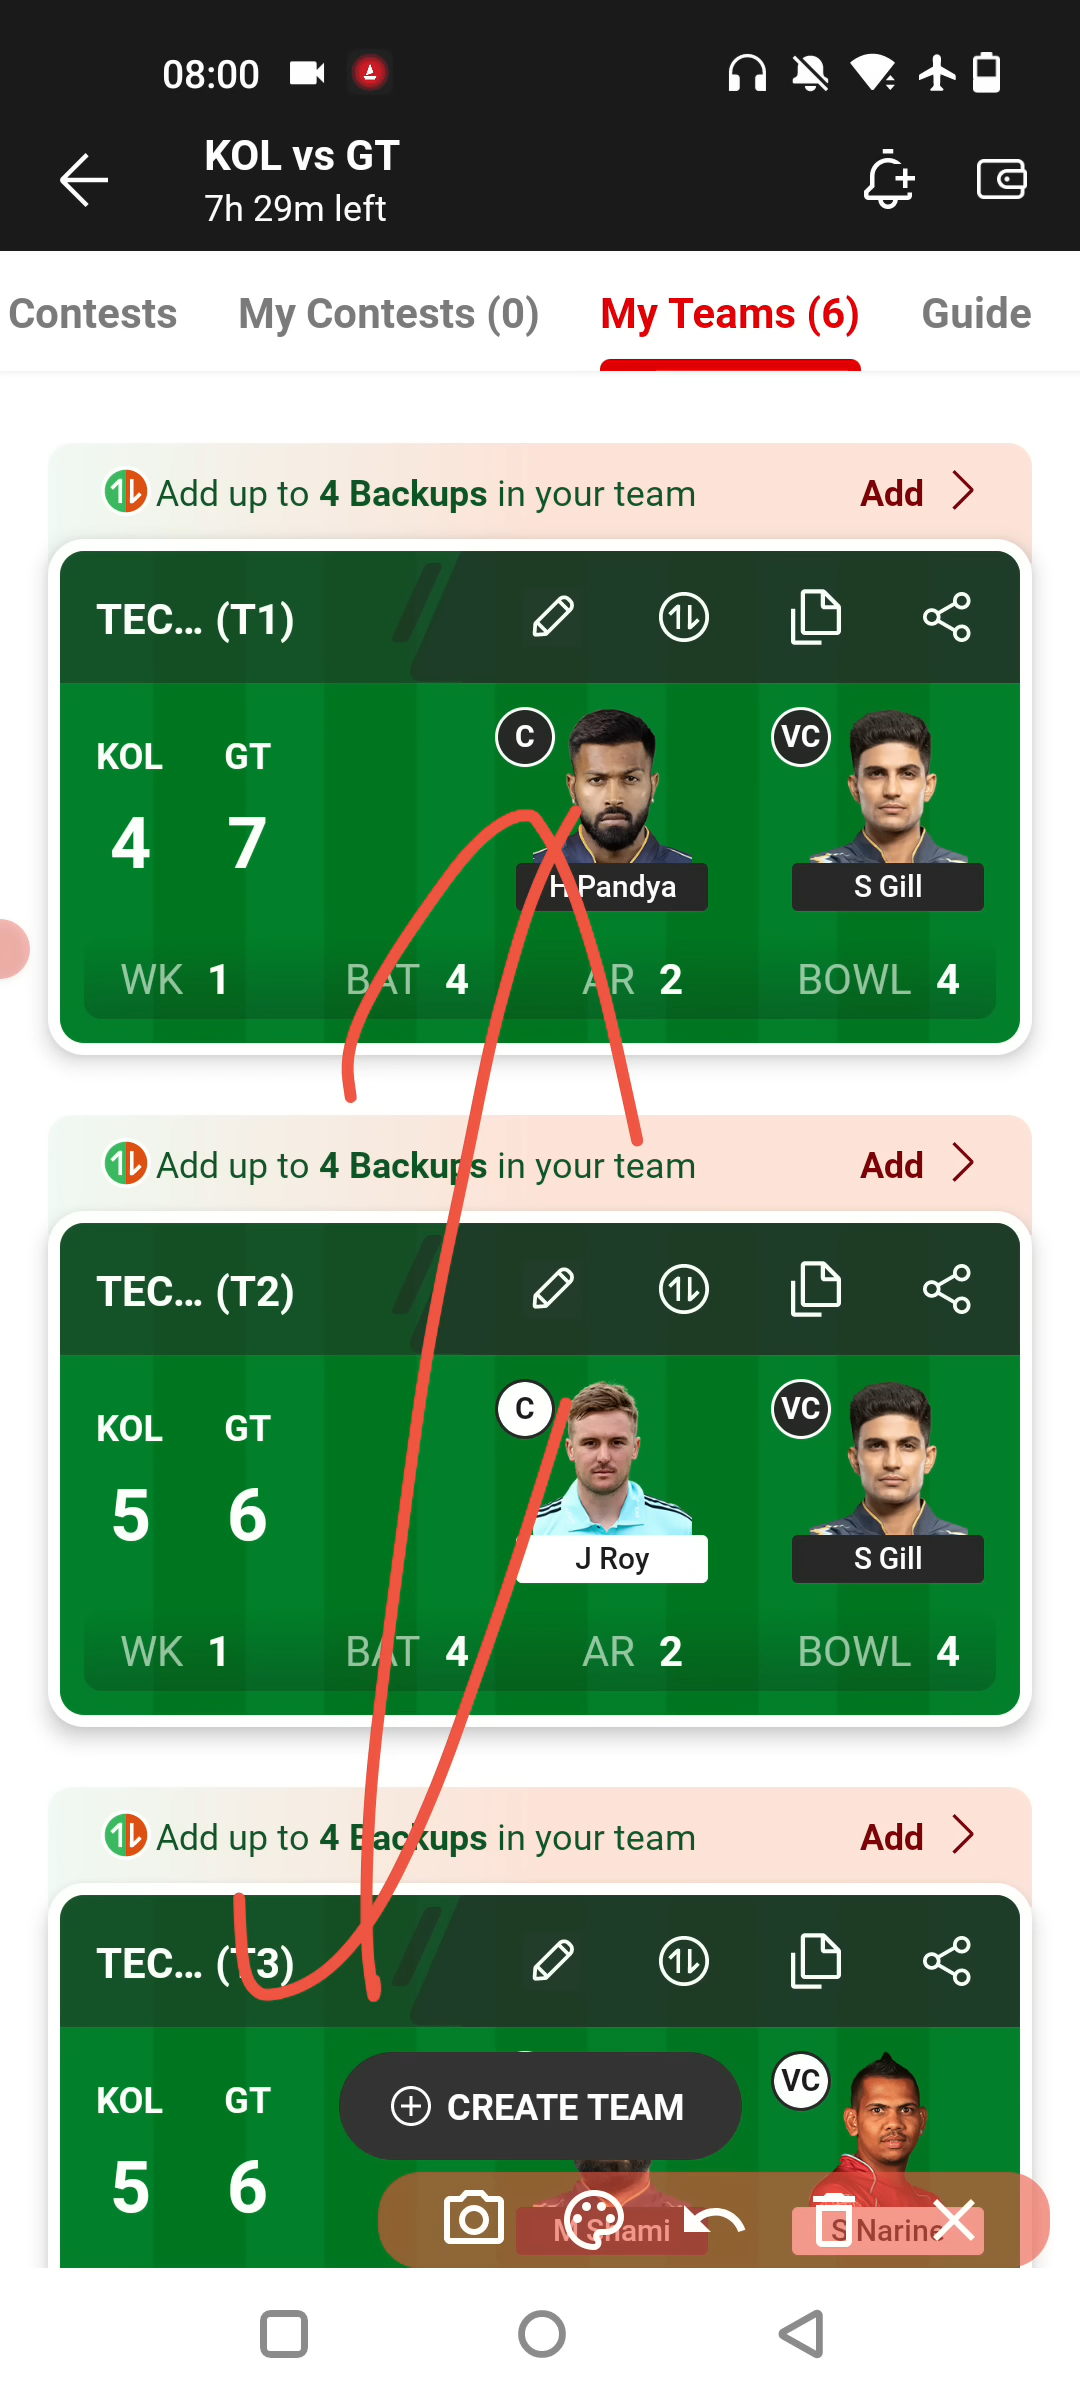 08:00
KOL vs GT
7h 29m left
Contests My Contests (0) My Teams (6) Guide
Add up to 4 Backups in your team Add
TEC... (T1)
C VC
KOL GT
4 7
H Pandya S Gill
WK 1 BAT 4 AR 2 BOWL 4
Add up to 4 Backups in your team Add
TEC... (T2)
C VC
KOL GT
5 6
J Roy S Gill
WK 1 BAT 4 AR 2 BOWL 4
Add up to 4 Backups in your team Add
TEC... (T3)
VC
KOL GT
CREATE TEAM
5 6
M Shami S Narine